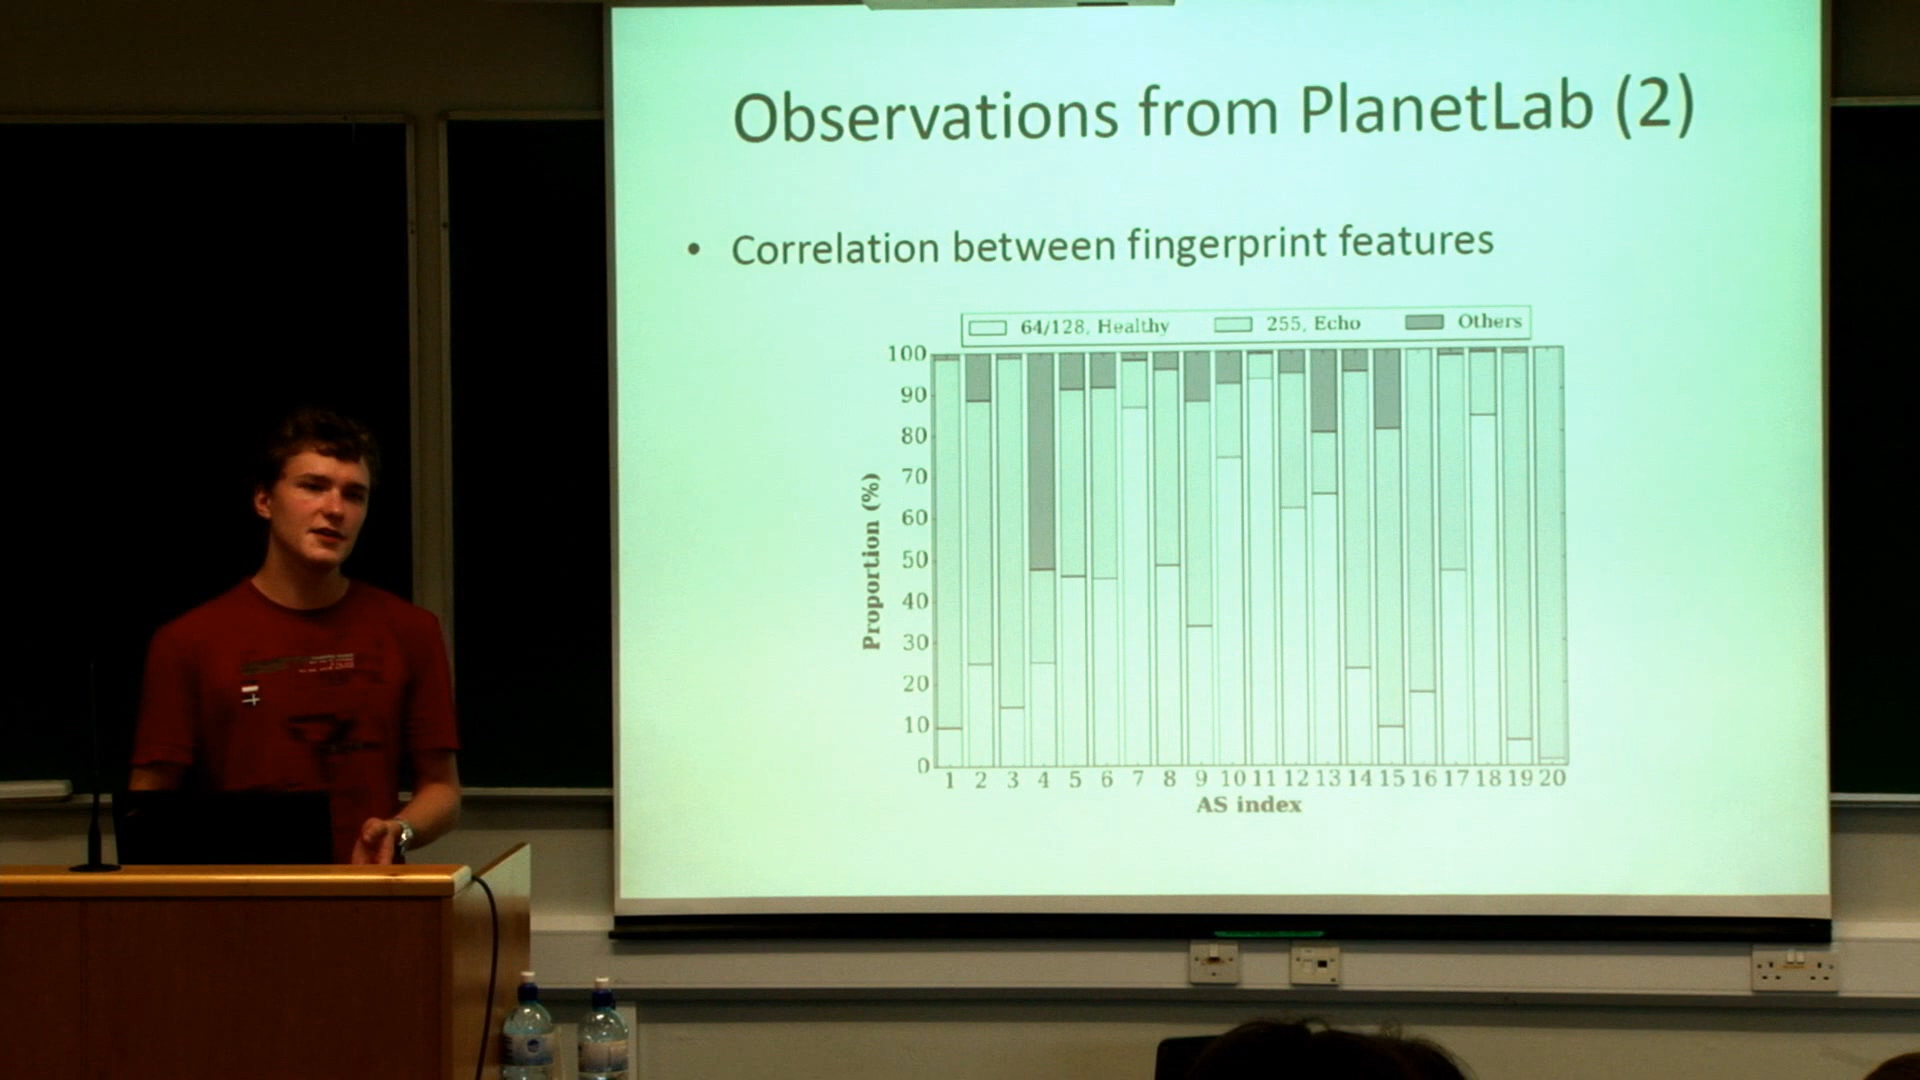 Observations from PlanetLab (2)
• Correlation between fingerprint features
64/128, Healthy 255, Echo Others
100
90
80
70
60
50
40
30
20
10
0
Proportion (%)
1 2 3 4 5 6 7 8 9 10 11 12 13 14 15 16 17 18 19 20
AS index